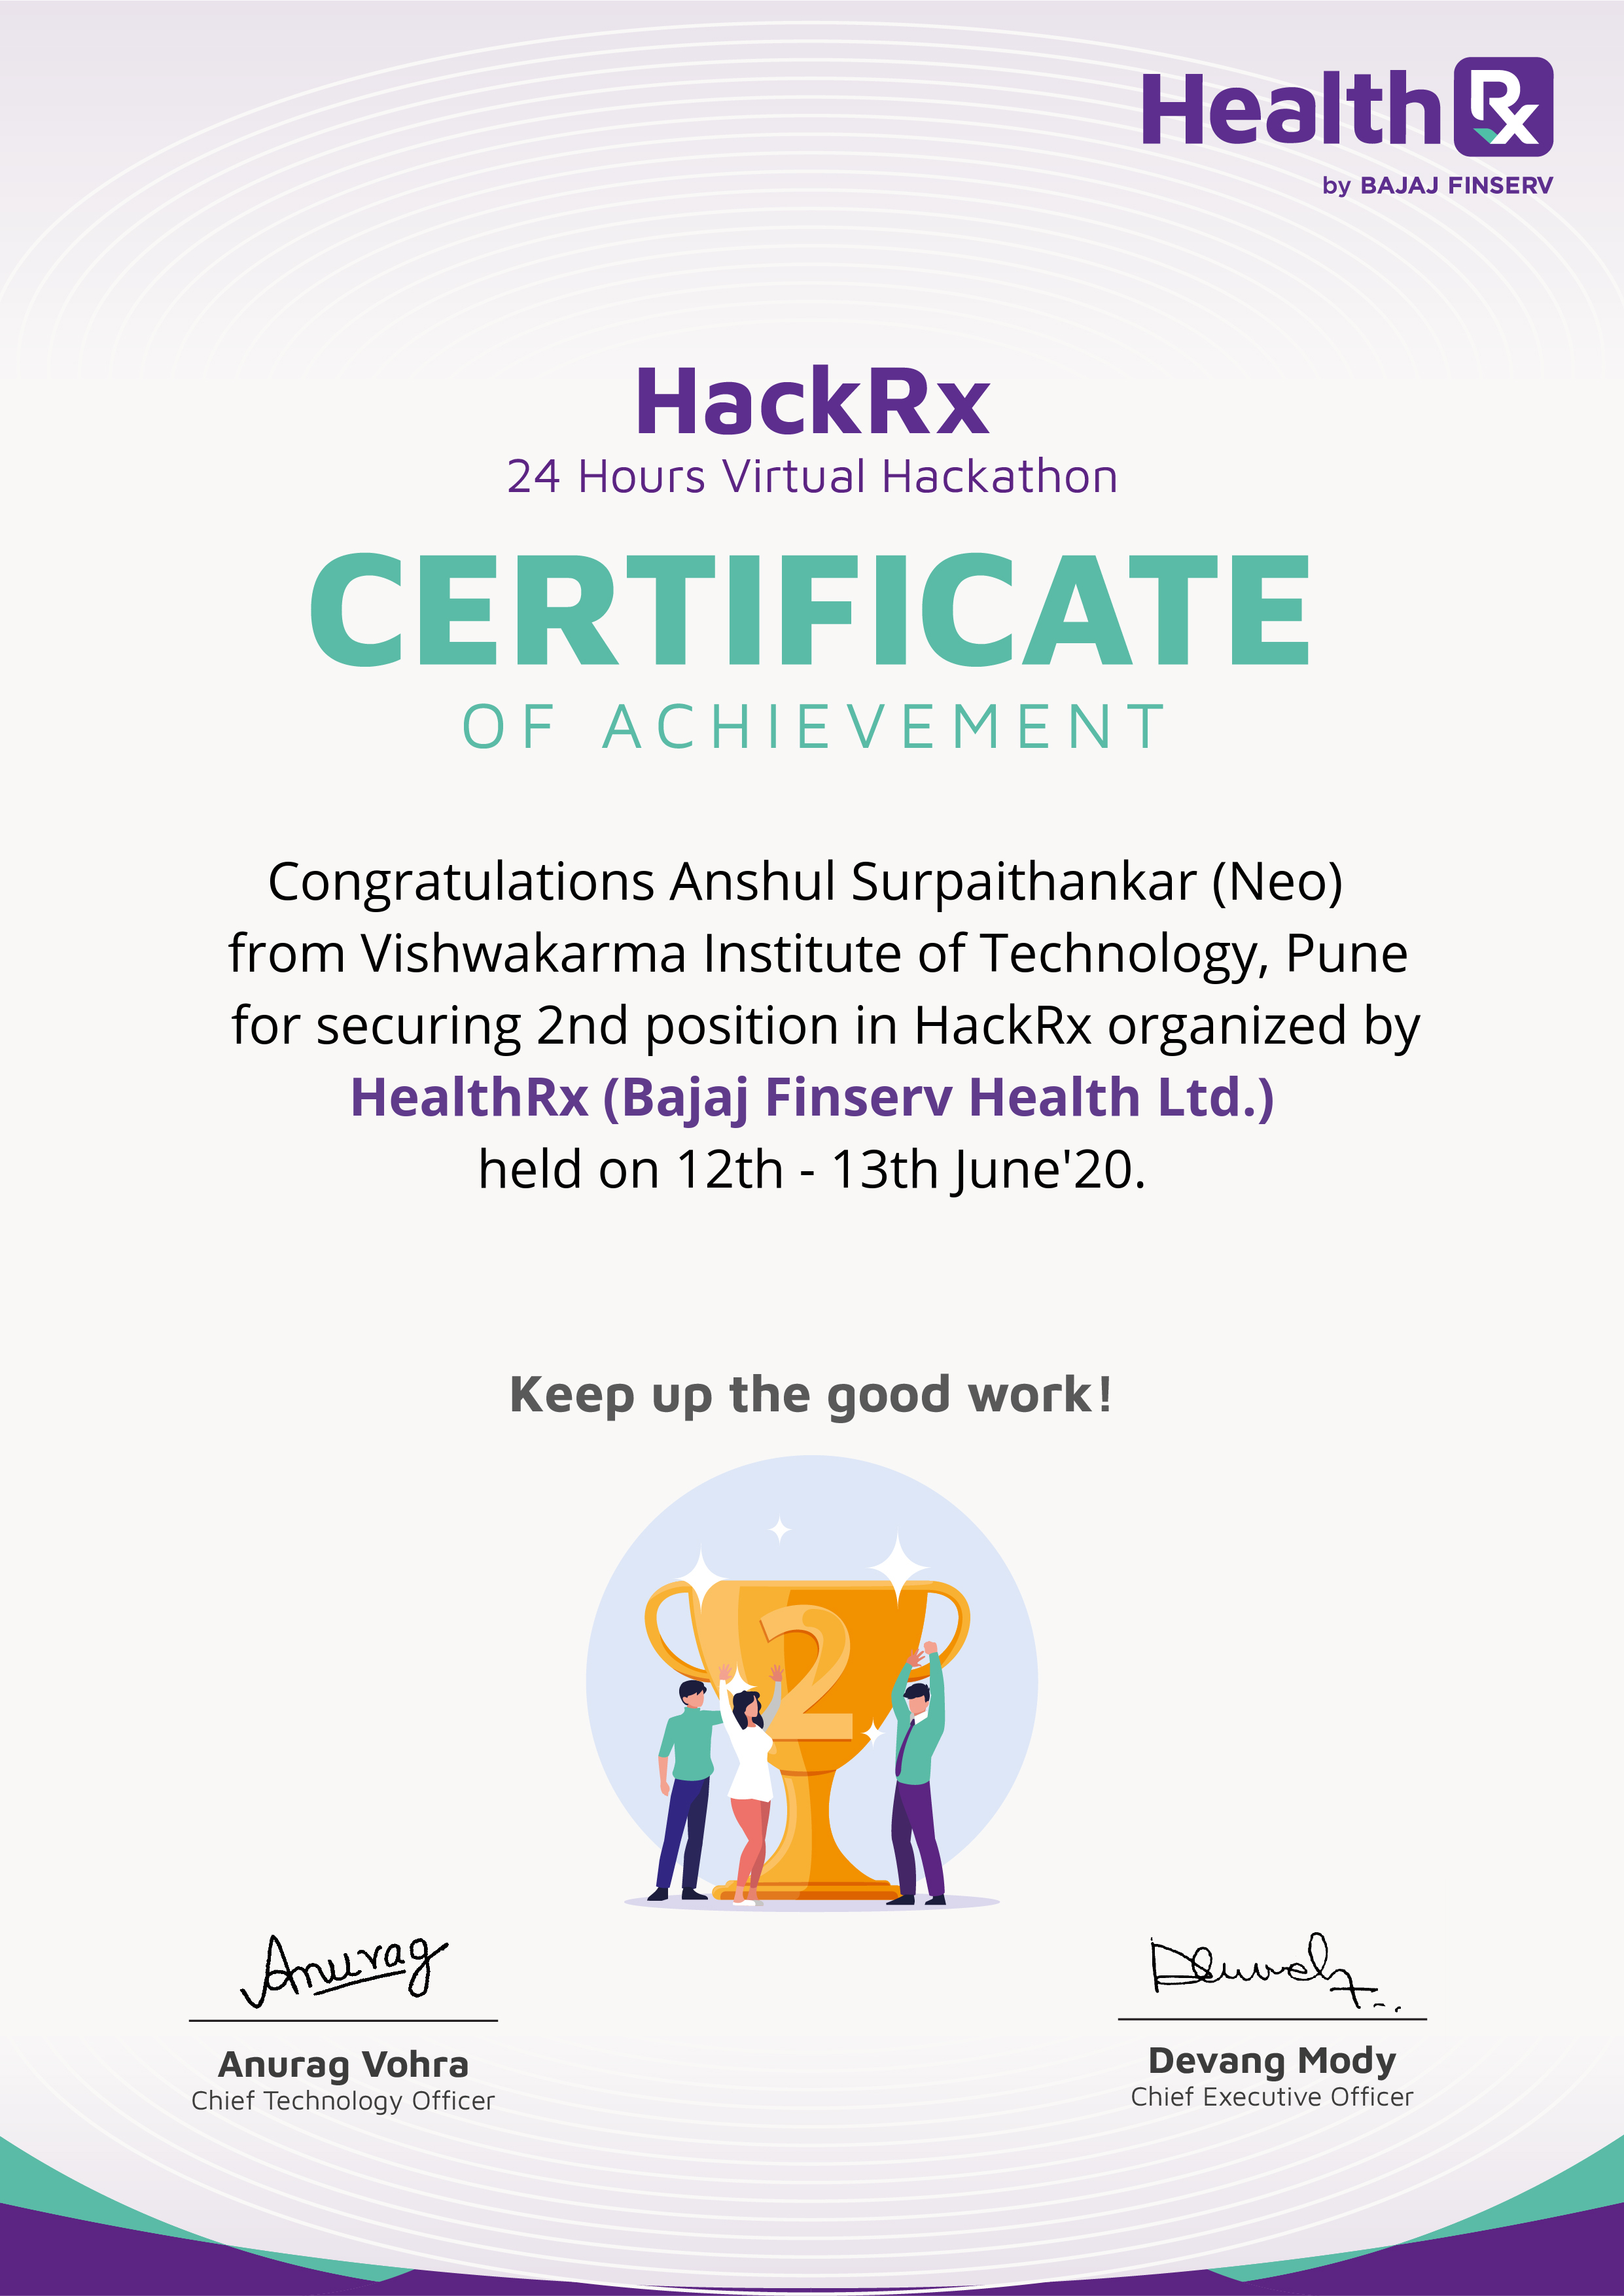 HealthRx
by BAJAJ FINSERV
HackRx
24 Hours Virtual Hackathon
CERTIFICATE
OF ACHIEVEMENT
Congratulations Anshul Surpaithankar (Neo)
from Vishwakarma Institute of Technology, Pune
for securing 2nd position in HackRx organized by
HealthRx (Bajaj Finserv Health Ltd.)
held on 12th - 13th June'20.
Keep up the good work!
2
Anurag
Anurag Vohra
Chief Technology Officer
Devang Mody
Chief Executive Officer